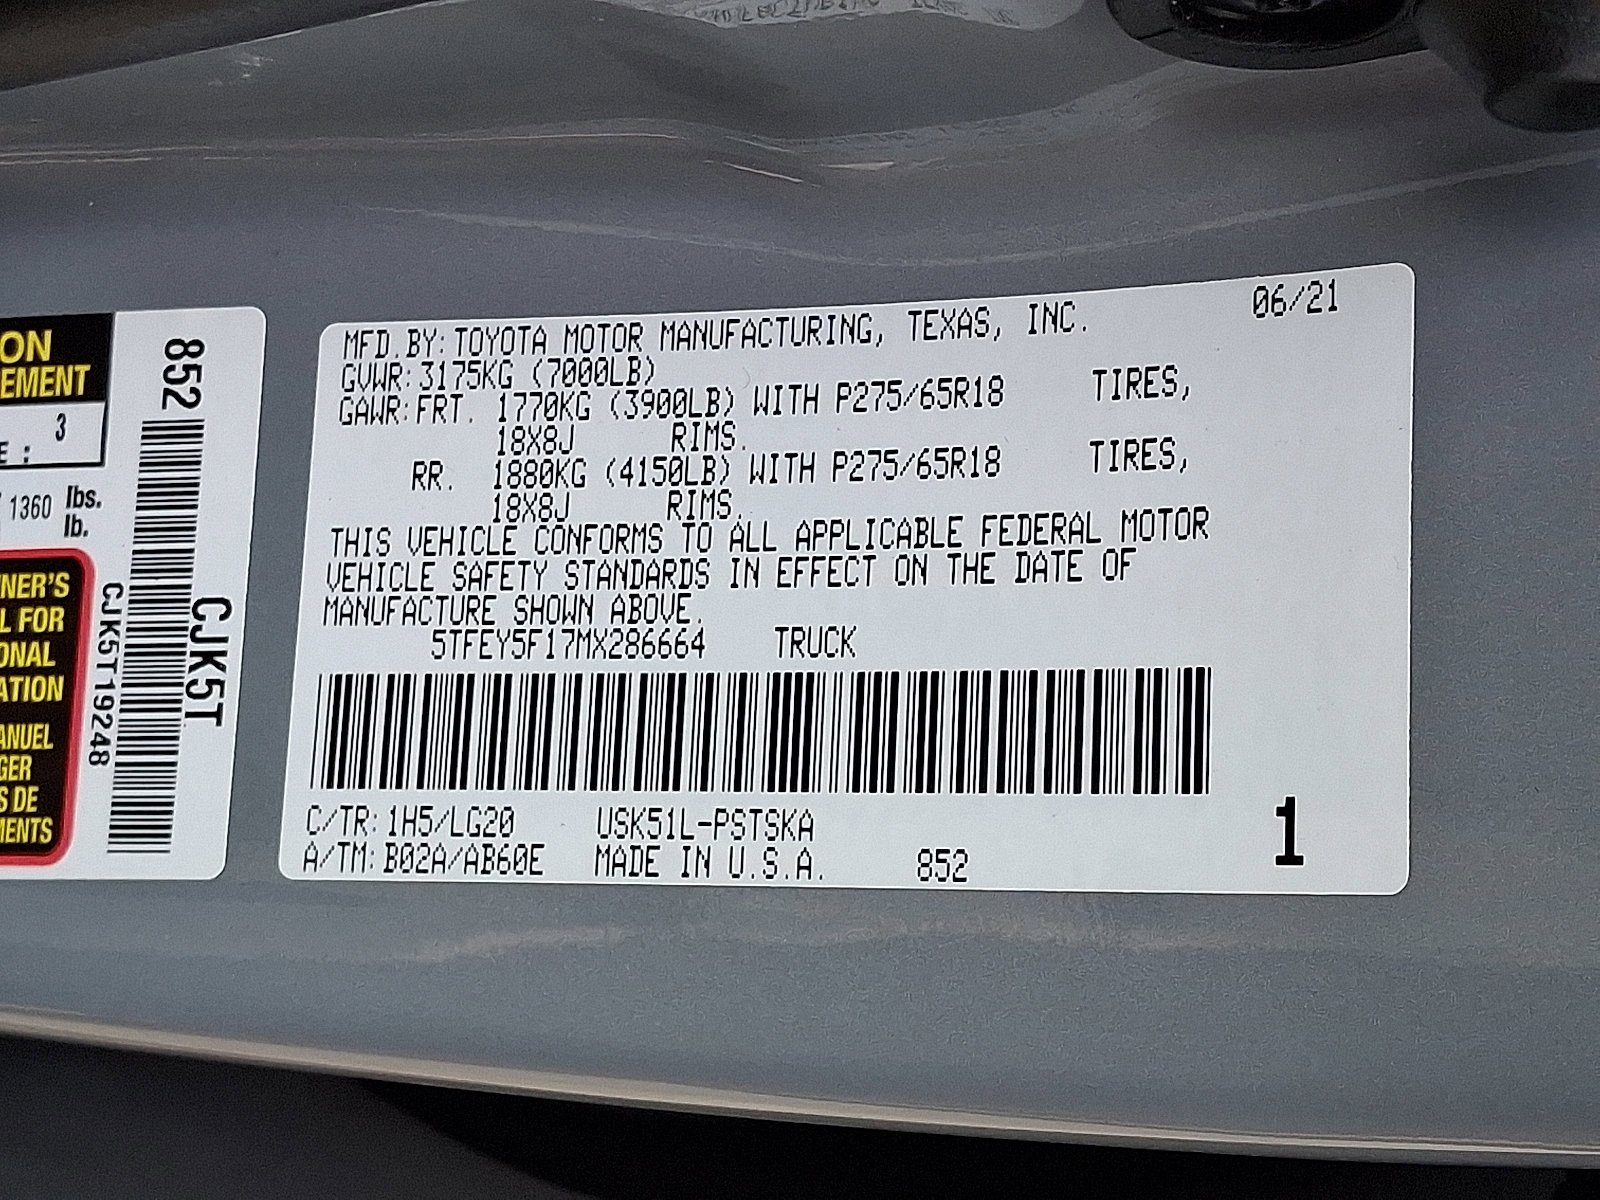 ON
EMENT
3
E :
1360 lbs.
lb.
NER'S
L FOR
ONAL
ATION
ANUEL
GER
S DE
MENTS
852
CJK5T
CJK5T19248
MFD.BY:TOYOTA MOTOR MANUFACTURING, TEXAS, INC. 06/21
GVWR:3175KG (7000LB)
GAWR:FRT. 1770KG (3900LB) WITH P275/65R18 TIRES,
18X8J RIMS.
RR. 1880KG (4150LB) WITH P275/65R18 TIRES,
18X8J RIMS.
THIS VEHICLE CONFORMS TO ALL APPLICABLE FEDERAL MOTOR
VEHICLE SAFETY STANDARDS IN EFFECT ON THE DATE OF
MANUFACTURE SHOWN ABOVE.
5TFEY5F17MX286664 TRUCK
C/TR:1H5/LG20 USK51L-PSTSKA
A/TM:B02A/AB60E MADE IN U.S.A. 852
1